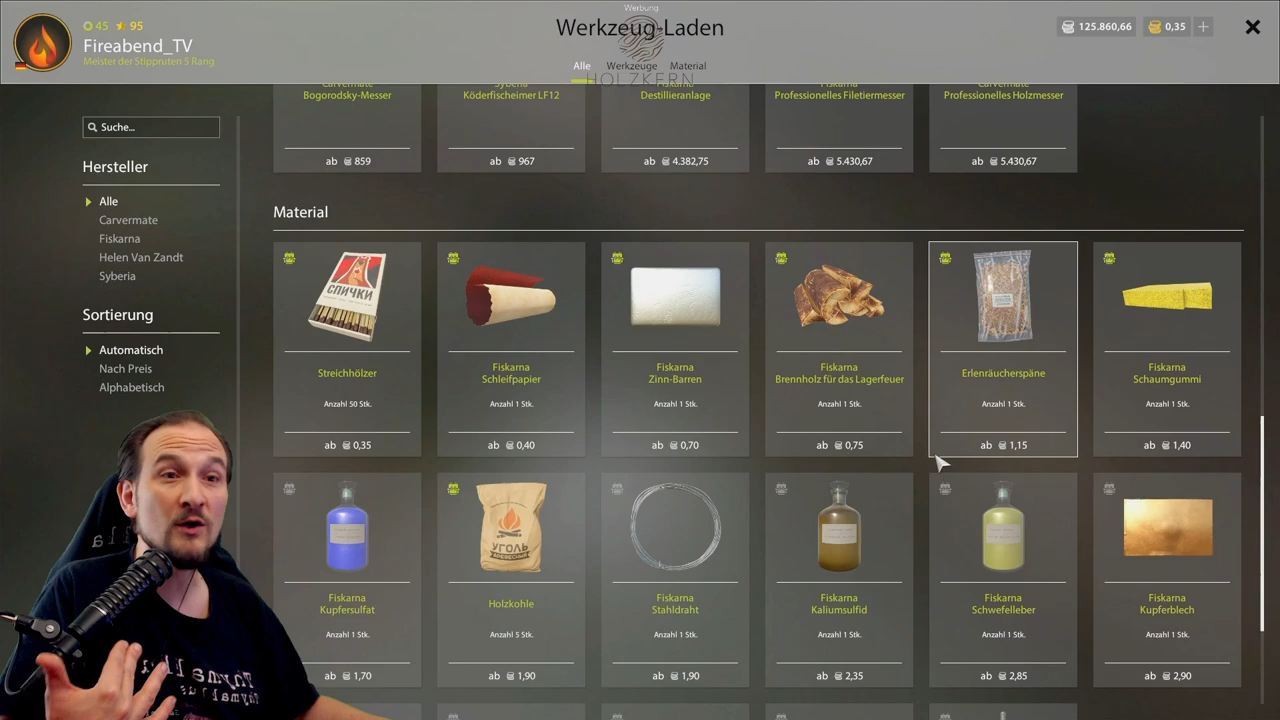 Werbung
45 95
Fireabend_TV
Meister der Stippruten S Rang
Werkzeug-Laden
HOLZKERN
Alle Werkzeuge Material
125.860,66
0,35
Suche...
Hersteller
Alle
Carvermate
Fiskarna
Helen Van Zandt
Syberia
Sortierung
Automatisch
Nach Preis
Alphabetisch
Carvermate
Bogorodsky-Messer
ab 859
Syberia
Köderfischeimer LF12
ab 967
Fiskarna
Destillieranlage
ab 4.382,75
Fiskarna
Professionelles Filetiermesser
ab 5.430,67
Carvermate
Professionelles Holzmesser
ab 5.430,67
Material
СПИЧКИ
Streichhölzer
Anzahl 50 Stk.
ab 0,35
Fiskarna
Schleifpapier
Anzahl 1 Stk.
ab 0,40
Fiskarna
Zinn-Barren
Anzahl 1 Stk.
ab 0,70
Fiskarna
Brennholz für das Lagerfeuer
Anzahl 1 Stk.
ab 0,75
Erlenräucherspäne
Anzahl 1 Stk.
ab 1,15
Fiskarna
Schaumgummi
Anzahl 1 Stk.
ab 1,40
Fiskarna
Kupfersulfat
Anzahl 1 Stk.
ab 1,70
УГОЛЬ
ДРЕВЕСНЫЙ
Holzkohle
Anzahl 5 Stk.
ab 1,90
Fiskarna
Stahldraht
Anzahl 1 Stk.
ab 1,90
Fiskarna
Kaliumsulfid
Anzahl 1 Stk.
ab 2,35
Fiskarna
Schwefelleber
Anzahl 1 Stk.
ab 2,85
Fiskarna
Kupferblech
Anzahl 1 Stk.
ab 2,90